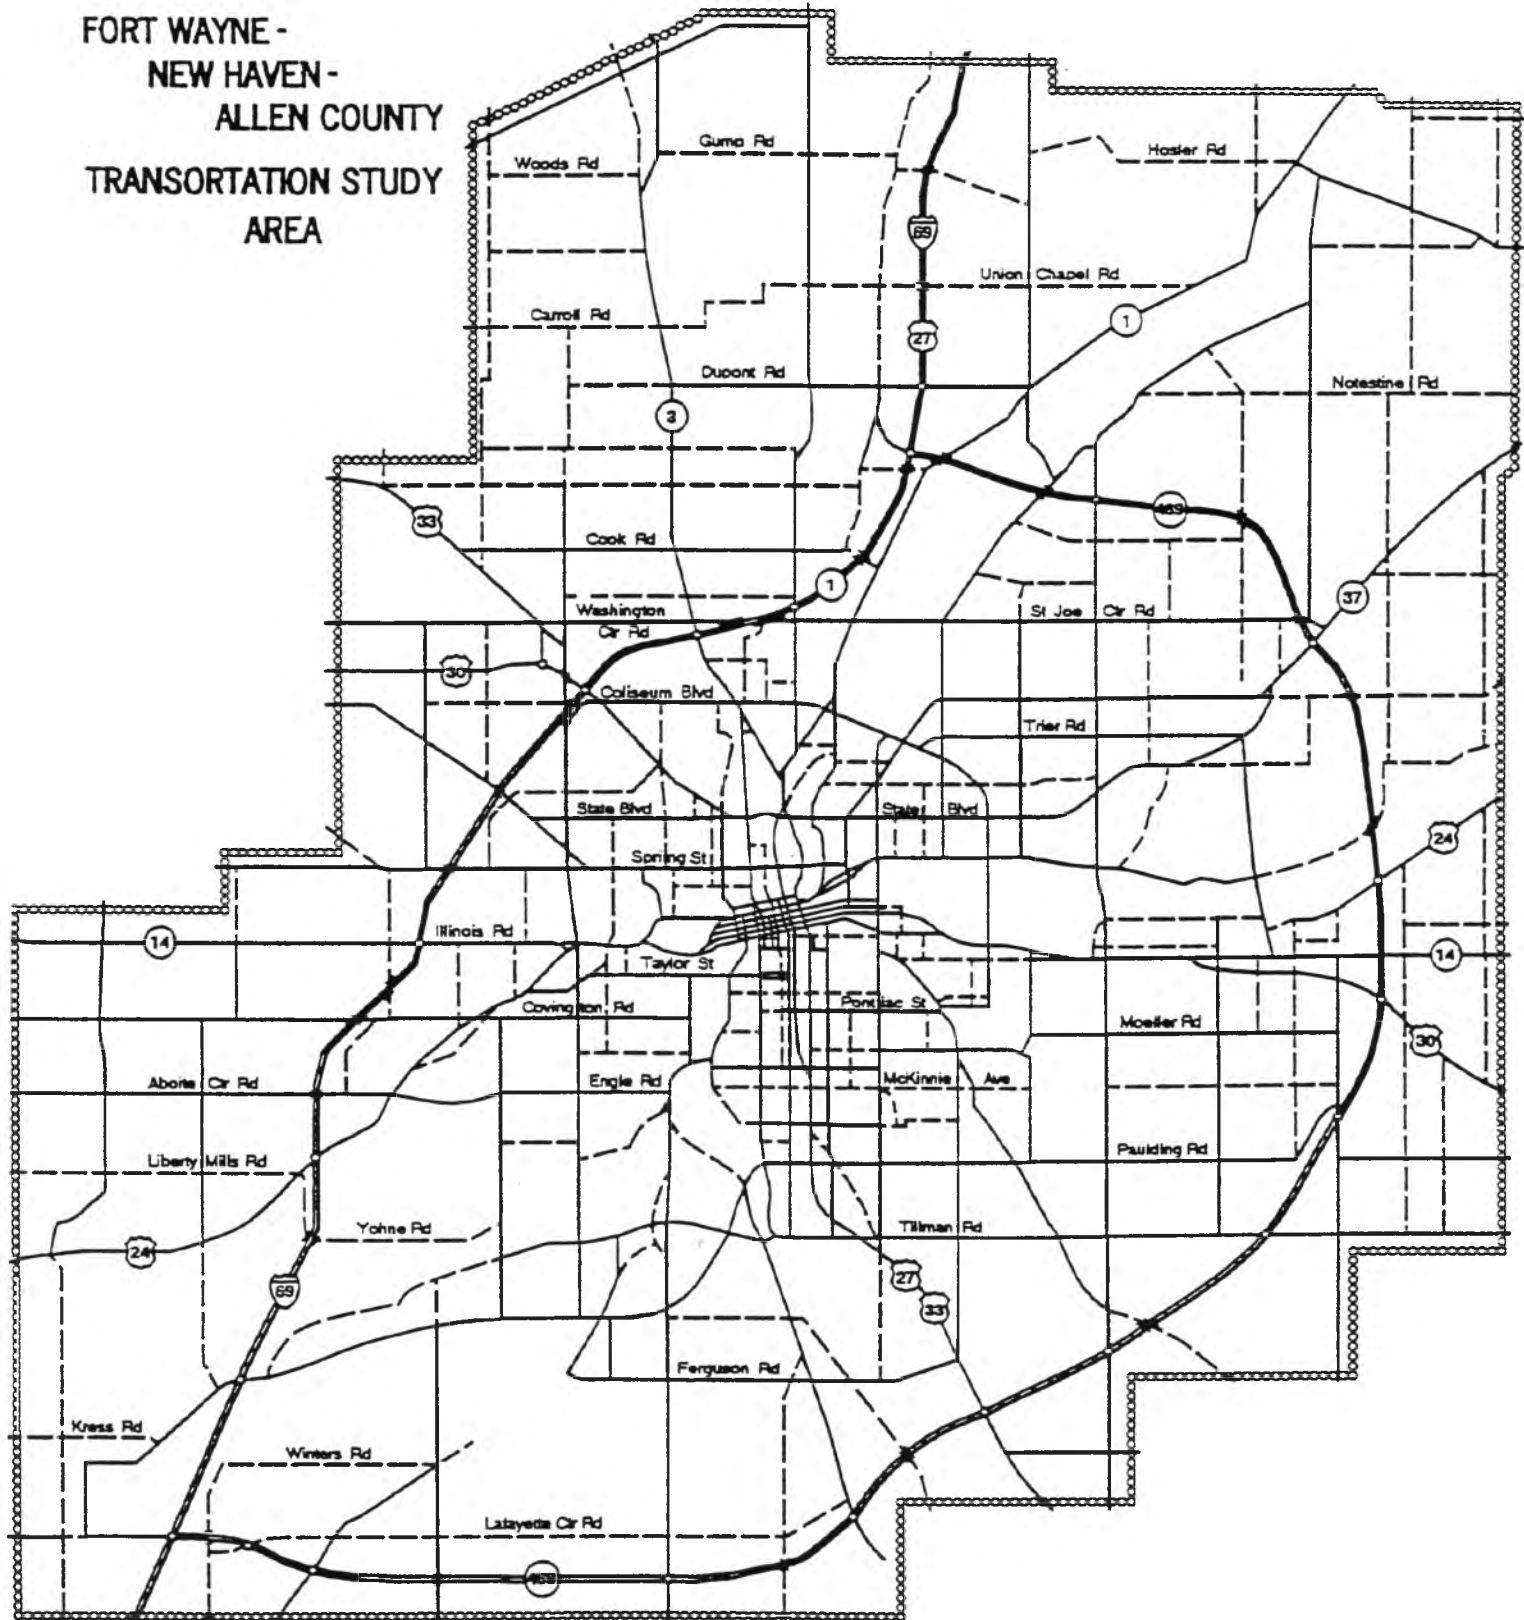 FORT WAYNE -
NEW HAVEN -
ALLEN COUNTY
TRANSORTATION STUDY
AREA
Guma Rd
Hosler Rd
Woods Rd
69
Union Chapel Rd
Carroll Rd
1
27
Dupont Rd
Notestine Rd
3
33
469
Cook Rd
1
37
Washington
Ctr Rd
St Joe Ctr Rd
30
Coliseum Blvd
Trier Rd
State Blvd
State Blvd
24
Spring St
14
Illinois Rd
14
Taylor St
Covington Rd
Pontiac St
Moeller Rd
30
Aboite Ctr Rd
Engle Rd
McKinnie Ave
Liberty Mills Rd
Paulding Rd
Yohne Rd
Tillman Rd
24
69
27
33
Ferguson Rd
Kress Rd
Winters Rd
Lafayette Ctr Rd
469